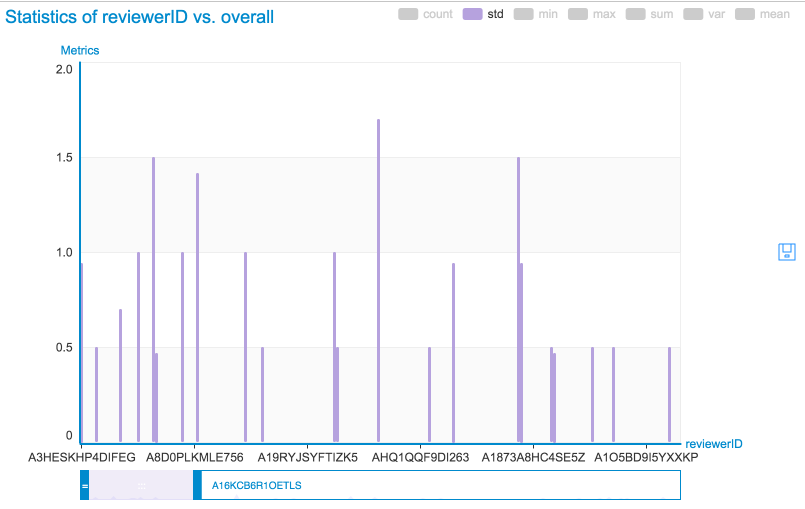 Statistics of reviewerID vs. overall
count std min max sum var mean
Metrics
2.0
1.5
1.0
0.5
0
reviewerID
A3HESKHP4DIFEG A8D0PLKMLE756 A19RYJSYFTIZK5 AHQ1QQF9DI263 A1873A8HC4SE5Z A1O5BD9I5YXXKP
A16KCB6R1OETLS